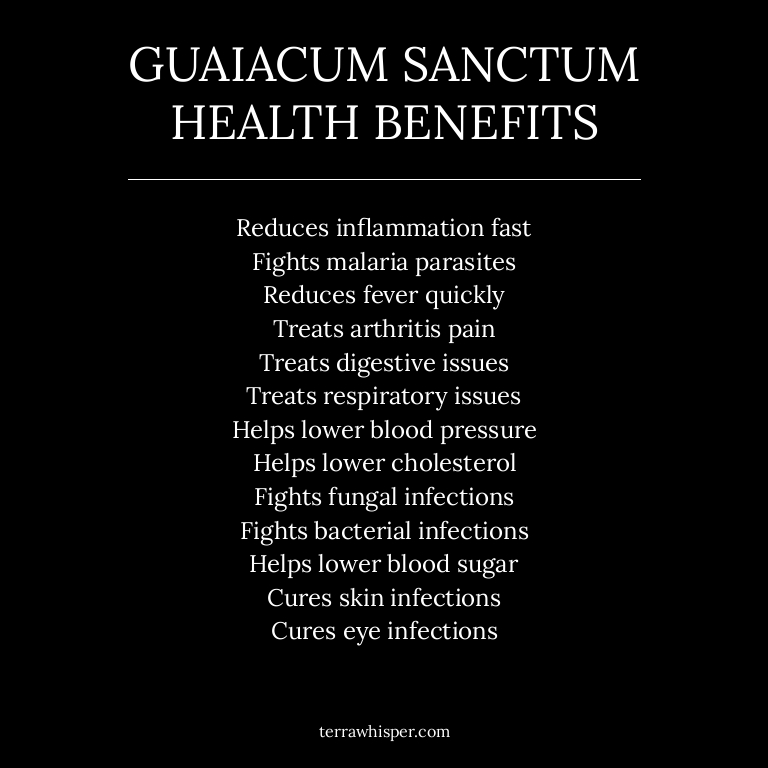 GUAIACUM SANCTUM
HEALTH BENEFITS
Reduces inflammation fast
Fights malaria parasites
Reduces fever quickly
Treats arthritis pain
Treats digestive issues
Treats respiratory issues
Helps lower blood pressure
Helps lower cholesterol
Fights fungal infections
Fights bacterial infections
Helps lower blood sugar
Cures skin infections
Cures eye infections
terrawhisper.com